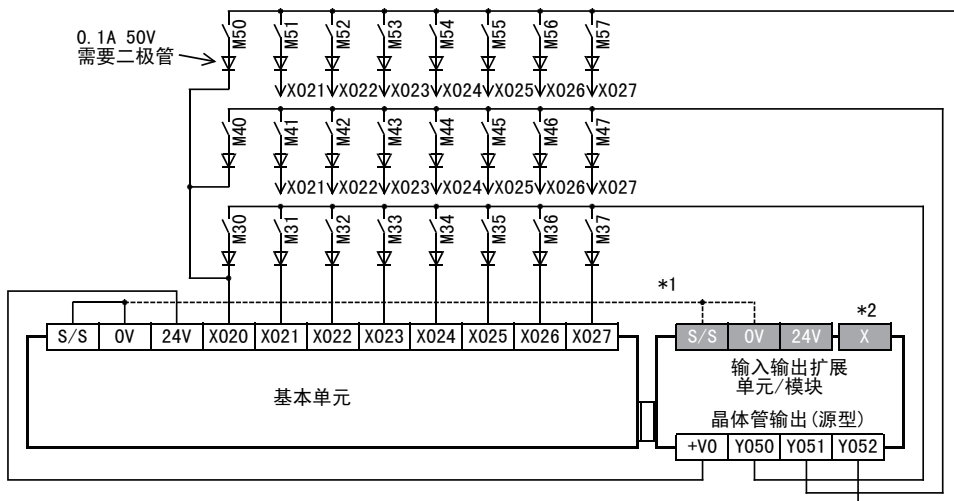 M50 M51 M52 M53 M54 M55 M56 M57
0.1A 50V
需要二极管
X021 X022 X023 X024 X025 X026 X027
M40 M41 M42 M43 M44 M45 M46 M47
X021 X022 X023 X024 X025 X026 X027
M30 M31 M32 M33 M34 M35 M36 M37
*1
*2
S/S 0V 24V X020 X021 X022 X023 X024 X025 X026 X027
S/S 0V 24V X
基本单元
输入输出扩展
单元/模块
晶体管输出(源型)
+V0 Y050 Y051 Y052